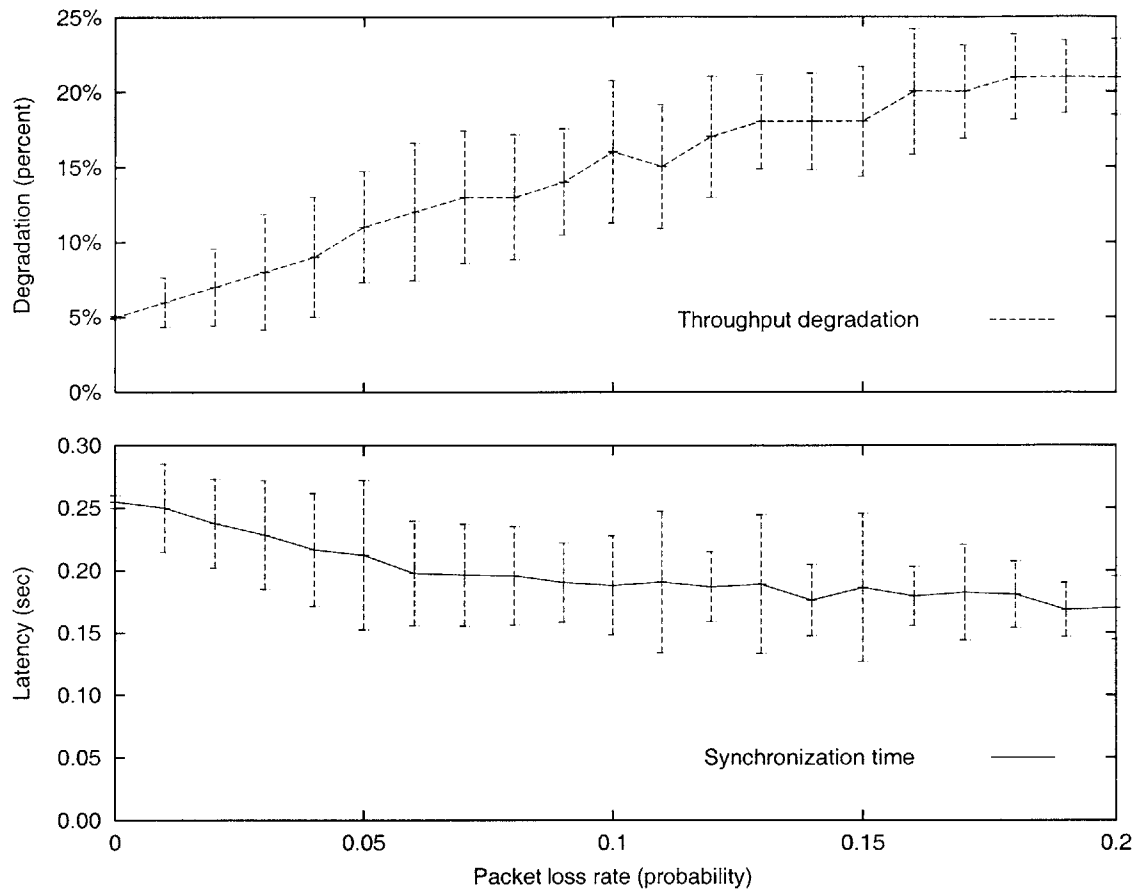 25%
20%
15%
10%
5%
0%
Degradation (percent)
Throughput degradation
0.30
0.25
0.20
0.15
0.10
0.05
0.00
Latency (sec)
Synchronization time
0 0.05 0.1 0.15 0.2
Packet loss rate (probability)